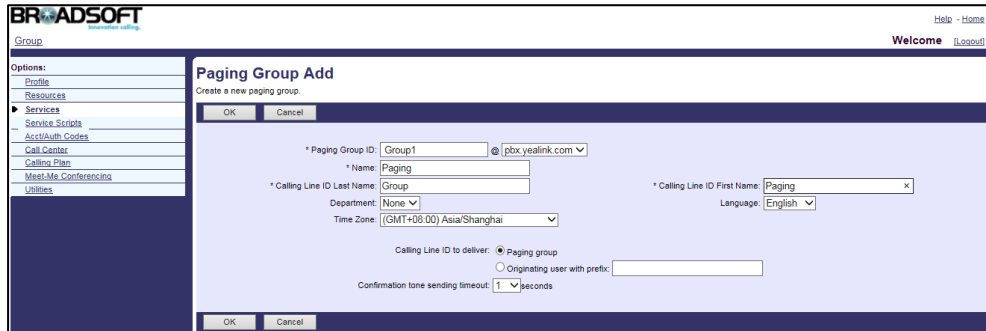 BROADSOFT
innovation calling.
Help - Home
Group
Welcome [Logout]
Options:
Profile
Resources
Services
Service Scripts
Acct/Auth Codes
Call Center
Calling Plan
Meet-Me Conferencing
Utilities
Paging Group Add
Create a new paging group.
OK Cancel
* Paging Group ID: Group1 @ pbx.yealink.com
* Name: Paging
* Calling Line ID Last Name: Group * Calling Line ID First Name: Paging ×
Department: None Language: English
Time Zone: (GMT+08:00) Asia/Shanghai
Calling Line ID to deliver: Paging group
Originating user with prefix:
Confirmation tone sending timeout: 1 seconds
OK Cancel